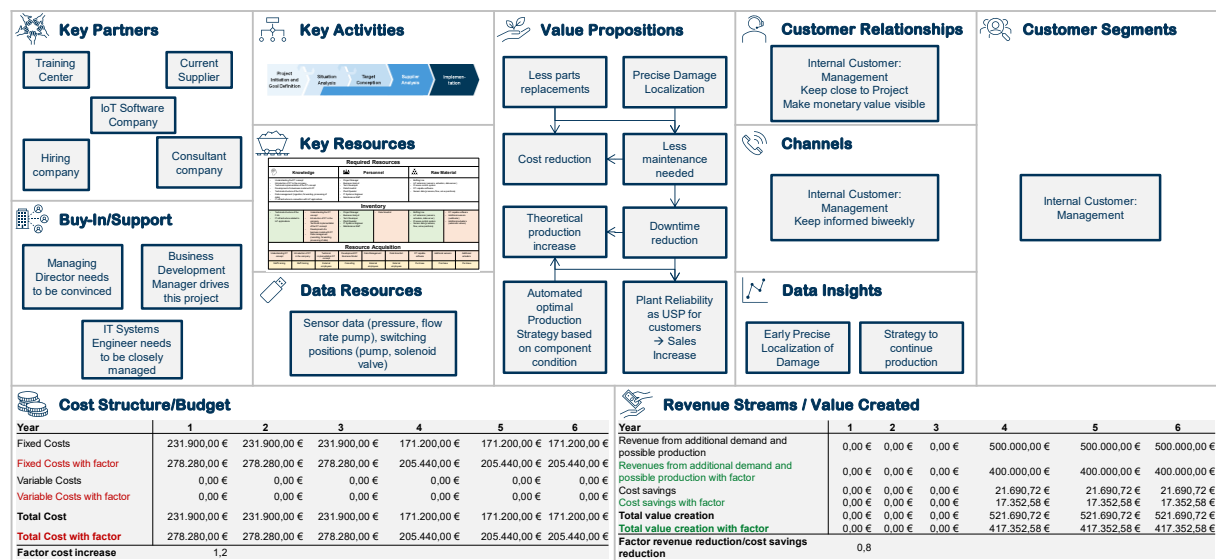 Key Partners
Training
Center
Current
Supplier
IoT Software
Company
Hiring
company
Consultant
company
Buy-In/Support
Managing
Director needs
to be convinced
Business
Development
Manager drives
this project
IT Systems
Engineer needs
to be closely
managed
Key Activities
Project
Initiation and
Goal Definition
Situation
Analysis
Target
Conception
Supplier
Analysis
Implemen-
tation
Key Resources
Required Resources
Knowledge
Personnel
Raw Material
Inventory
Resource Acquisition
Data Resources
Sensor data (pressure, flow
rate pump), switching
positions (pump, solenoid
valve)
Value Propositions
Less parts
replacements
Precise Damage
Localization
Cost reduction
Less
maintenance
needed
Theoretical
production
increase
Downtime
reduction
Automated
optimal
Production
Strategy based
on component
condition
Plant Reliability
as USP for
customers
→ Sales
Increase
Customer Relationships
Internal Customer:
Management
Keep close to Project
Make monetary value visible
Channels
Internal Customer:
Management
Keep informed biweekly
Data Insights
Early Precise
Localization of
Damage
Strategy to
continue
production
Customer Segments
Internal Customer:
Management
Cost Structure/Budget
Year 1 2 3 4 5 6
Fixed Costs 231.900,00 € 231.900,00 € 231.900,00 € 171.200,00 € 171.200,00 € 171.200,00 €
Fixed Costs with factor 278.280,00 € 278.280,00 € 278.280,00 € 205.440,00 € 205.440,00 € 205.440,00 €
Variable Costs 0,00 € 0,00 € 0,00 € 0,00 € 0,00 € 0,00 €
Variable Costs with factor 0,00 € 0,00 € 0,00 € 0,00 € 0,00 € 0,00 €
Total Cost 231.900,00 € 231.900,00 € 231.900,00 € 171.200,00 € 171.200,00 € 171.200,00 €
Total Cost with factor 278.280,00 € 278.280,00 € 278.280,00 € 205.440,00 € 205.440,00 € 205.440,00 €
Factor cost increase 1,2
Revenue Streams / Value Created
Year 1 2 3 4 5 6
Revenue from additional demand and
possible production 0,00 € 0,00 € 0,00 € 500.000,00 € 500.000,00 € 500.000,00 €
Revenues from additional demand and
possible production with factor 0,00 € 0,00 € 0,00 € 400.000,00 € 400.000,00 € 400.000,00 €
Cost savings 0,00 € 0,00 € 0,00 € 21.690,72 € 21.690,72 € 21.690,72 €
Cost savings with factor 0,00 € 0,00 € 0,00 € 17.352,58 € 17.352,58 € 17.352,58 €
Total value creation 0,00 € 0,00 € 0,00 € 521.690,72 € 521.690,72 € 521.690,72 €
Total value creation with factor 0,00 € 0,00 € 0,00 € 417.352,58 € 417.352,58 € 417.352,58 €
Factor revenue reduction/cost savings
reduction 0,8